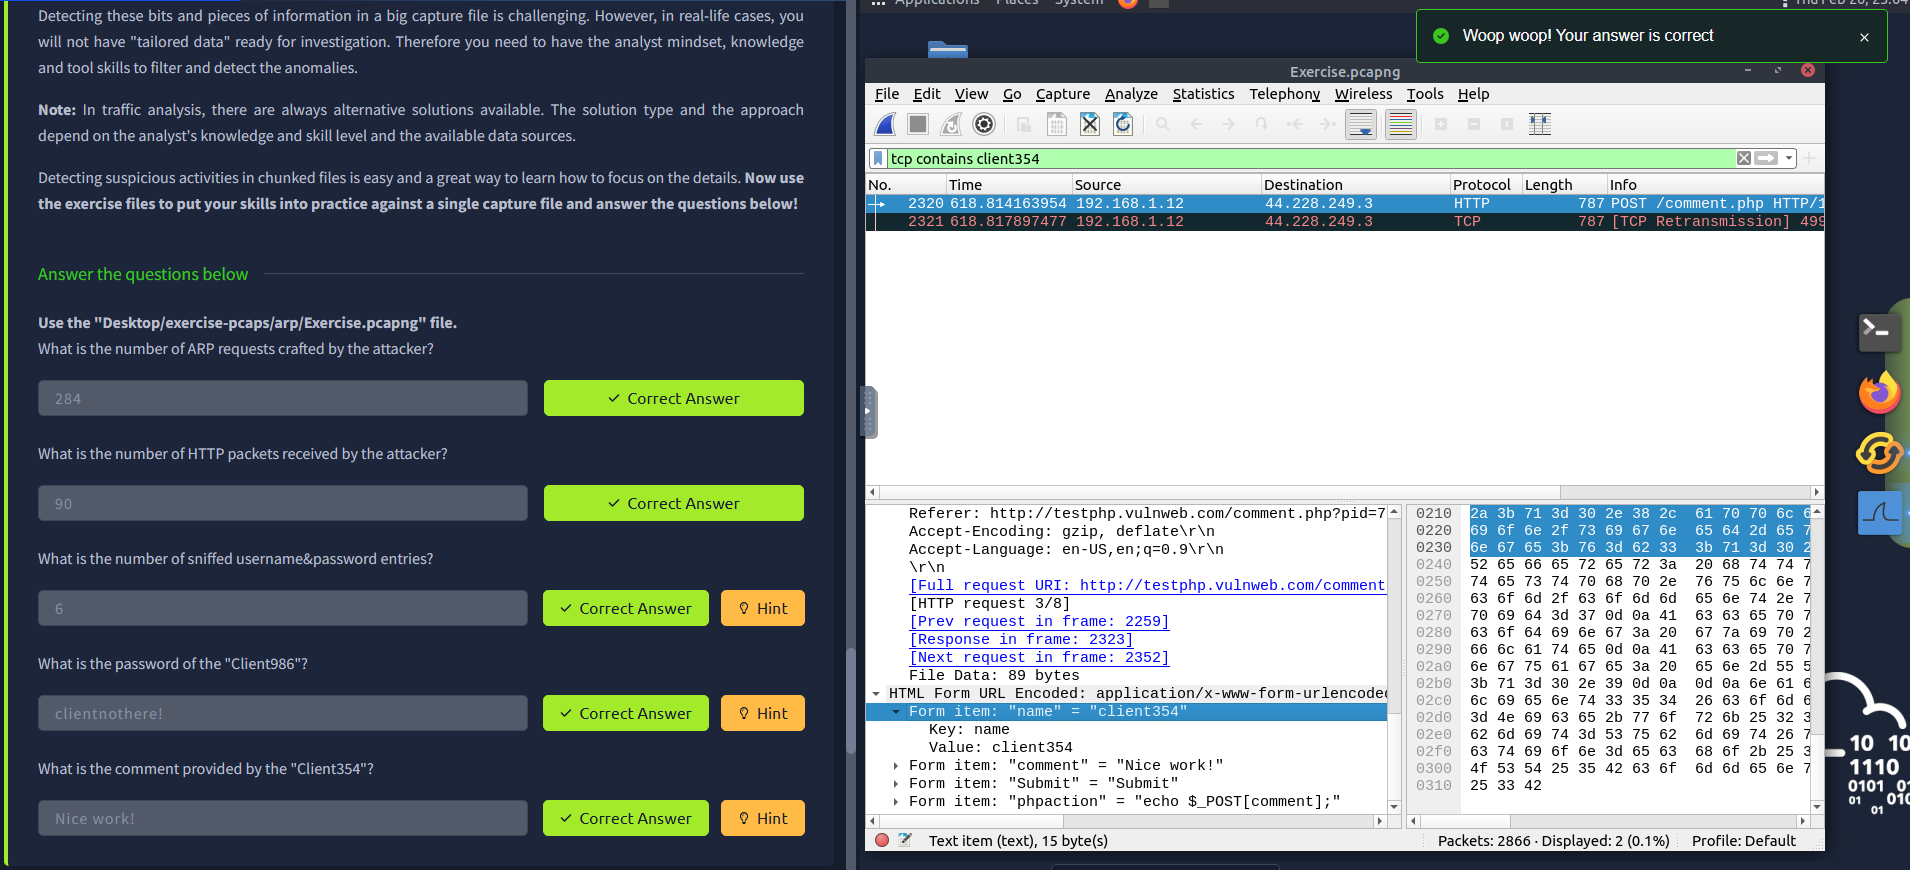 Detecting these bits and pieces of information in a big capture file is challenging. However, in real-life cases, you
will not have "tailored data" ready for investigation. Therefore you need to have the analyst mindset, knowledge
and tool skills to filter and detect the anomalies.
Note: In traffic analysis, there are always alternative solutions available. The solution type and the approach
depend on the analyst's knowledge and skill level and the available data sources.
Detecting suspicious activities in chunked files is easy and a great way to learn how to focus on the details. Now use
the exercise files to put your skills into practice against a single capture file and answer the questions below!
Answer the questions below
Use the "Desktop/exercise-pcaps/arp/Exercise.pcapng" file.
What is the number of ARP requests crafted by the attacker?
284
Correct Answer
What is the number of HTTP packets received by the attacker?
90
Correct Answer
What is the number of sniffed username&password entries?
6
Correct Answer
Hint
What is the password of the "Client986"?
clientnothere!
Correct Answer
Hint
What is the comment provided by the "Client354"?
Nice work!
Correct Answer
Hint
Applications Places System
Woop woop! Your answer is correct
Exercise.pcapng
File Edit View Go Capture Analyze Statistics Telephony Wireless Tools Help
tcp contains client354
No. Time Source Destination Protocol Length Info
2320 618.814163954 192.168.1.12 44.228.249.3 HTTP 787 POST /comment.php HTTP/1
2321 618.817897477 192.168.1.12 44.228.249.3 TCP 787 [TCP Retransmission] 499
Referer: http://testphp.vulnweb.com/comment.php?pid=7
Accept-Encoding: gzip, deflate\r\n
Accept-Language: en-US,en;q=0.9\r\n
\r\n
[Full request URI: http://testphp.vulnweb.com/comment
[HTTP request 3/8]
[Prev request in frame: 2259]
[Response in frame: 2323]
[Next request in frame: 2352]
File Data: 89 bytes
HTML Form URL Encoded: application/x-www-form-urlencoded
Form item: "name" = "client354"
Key: name
Value: client354
Form item: "comment" = "Nice work!"
Form item: "Submit" = "Submit"
Form item: "phpaction" = "echo $_POST[comment];"
0210 2a 3b 71 3d 30 2e 38 2c 61 70 70 6c 6
0220 69 6f 6e 2f 73 69 67 6e 65 64 2d 65 7
0230 6e 67 65 3b 76 3d 62 33 3b 71 3d 30 2
0240 52 65 66 65 72 65 72 3a 20 68 74 74 7
0250 74 65 73 74 70 68 70 2e 76 75 6c 6e 7
0260 63 6f 6d 2f 63 6f 6d 6d 65 6e 74 2e 7
0270 70 69 64 3d 37 0d 0a 41 63 63 65 70 7
0280 63 6f 64 69 6e 67 3a 20 67 7a 69 70 2
0290 66 6c 61 74 65 0d 0a 41 63 63 65 70 7
02a0 6e 67 75 61 67 65 3a 20 65 6e 2d 55 5
02b0 3b 71 3d 30 2e 39 0d 0a 0d 0a 6e 61 6
02c0 6c 69 65 6e 74 33 35 34 26 63 6f 6d 6
02d0 3d 4e 69 63 65 2b 77 6f 72 6b 25 32 3
02e0 62 6d 69 74 3d 53 75 62 6d 69 74 26 7
02f0 63 74 69 6f 6e 3d 65 63 68 6f 2b 25 3
0300 4f 53 54 25 35 42 63 6f 6d 6d 65 6e 7
0310 25 33 42
Text item (text), 15 byte(s)
Packets: 2866 · Displayed: 2 (0.1%)
Profile: Default
10 10
1110
0101 01
01 01 010